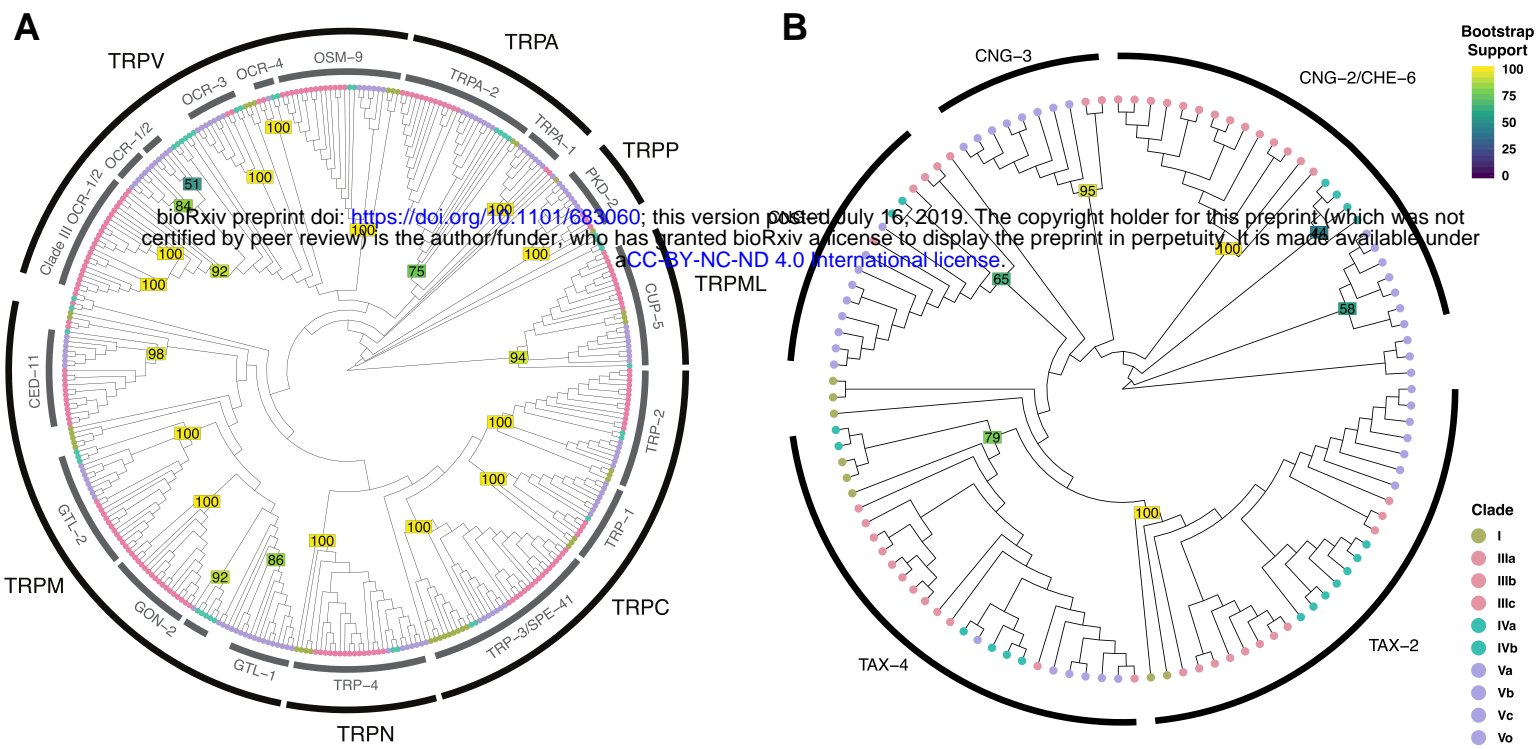 A
B
TRPV
TRPA
TRPP
TRPML
TRPC
TRPN
TRPM
OSM-9
OCR-4
OCR-3
OCR-1/2
Clade III OCR-1/2
TRPA-2
TRPA-1
PKD-2
CUP-5
TRP-2
TRP-1
TRP-3/SPE-41
TRP-4
GTL-1
GON-2
GTL-2
CED-11
100
100
51
84
100
92
100
100
75
100
100
94
98
100
100
92
86
100
100
100
100
bioRxiv preprint doi: https://doi.org/10.1101/683060; this version posted July 16, 2019. The copyright holder for this preprint (which was not
certified by peer review) is the author/funder, who has granted bioRxiv a license to display the preprint in perpetuity. It is made available under
aCC-BY-NC-ND 4.0 International license.
CNG-3
CNG-2/CHE-6
CNG-1
TAX-4
TAX-2
95
65
44
100
58
79
100
Bootstrap
Support
100
75
50
25
0
Clade
I
IIIa
IIIb
IIIc
IVa
IVb
Va
Vb
Vc
Vo